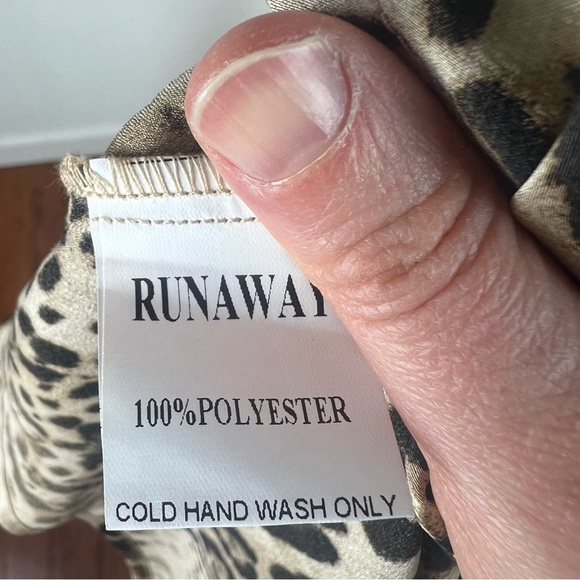 RUNAWAY
100%POLYESTER
COLD HAND WASH ONLY